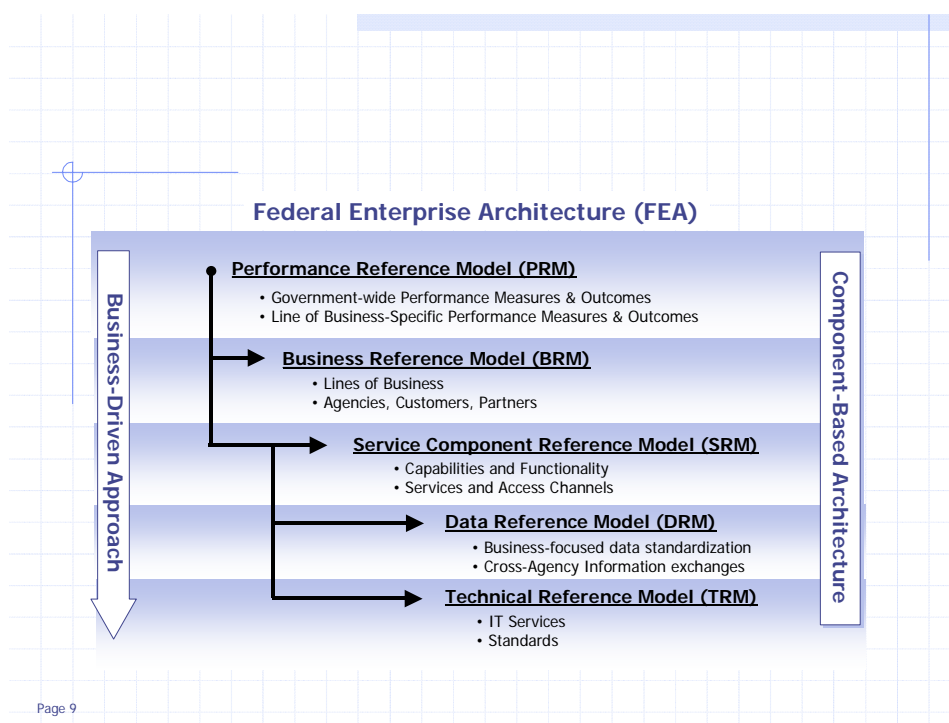 Federal Enterprise Architecture (FEA)
Business-Driven Approach
Performance Reference Model (PRM)
• Government-wide Performance Measures & Outcomes
• Line of Business-Specific Performance Measures & Outcomes
Business Reference Model (BRM)
• Lines of Business
• Agencies, Customers, Partners
Service Component Reference Model (SRM)
• Capabilities and Functionality
• Services and Access Channels
Data Reference Model (DRM)
• Business-focused data standardization
• Cross-Agency Information exchanges
Technical Reference Model (TRM)
• IT Services
• Standards
Component-Based Architecture
Page 9